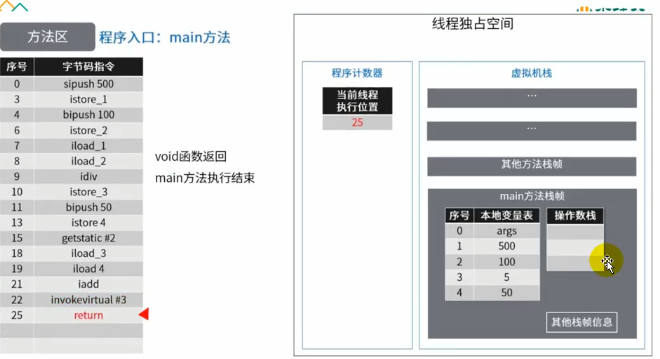 方法区 程序入口：main方法
序号 字节码指令
0 sipush 500
3 istore_1
4 bipush 100
6 istore_2
7 iload_1
8 iload_2
9 idiv
10 istore_3
11 bipush 50
13 istore 4
15 getstatic #2
18 iload_3
19 iload 4
21 iadd
22 invokevirtual #3
25 return
void函数返回
main方法执行结束
线程独占空间
程序计数器
当前线程
执行位置
25
虚拟机栈
...
...
其他方法栈帧
main方法栈帧
序号 本地变量表 操作数栈
0 args
1 500
2 100
3 5
4 50
其他栈帧信息